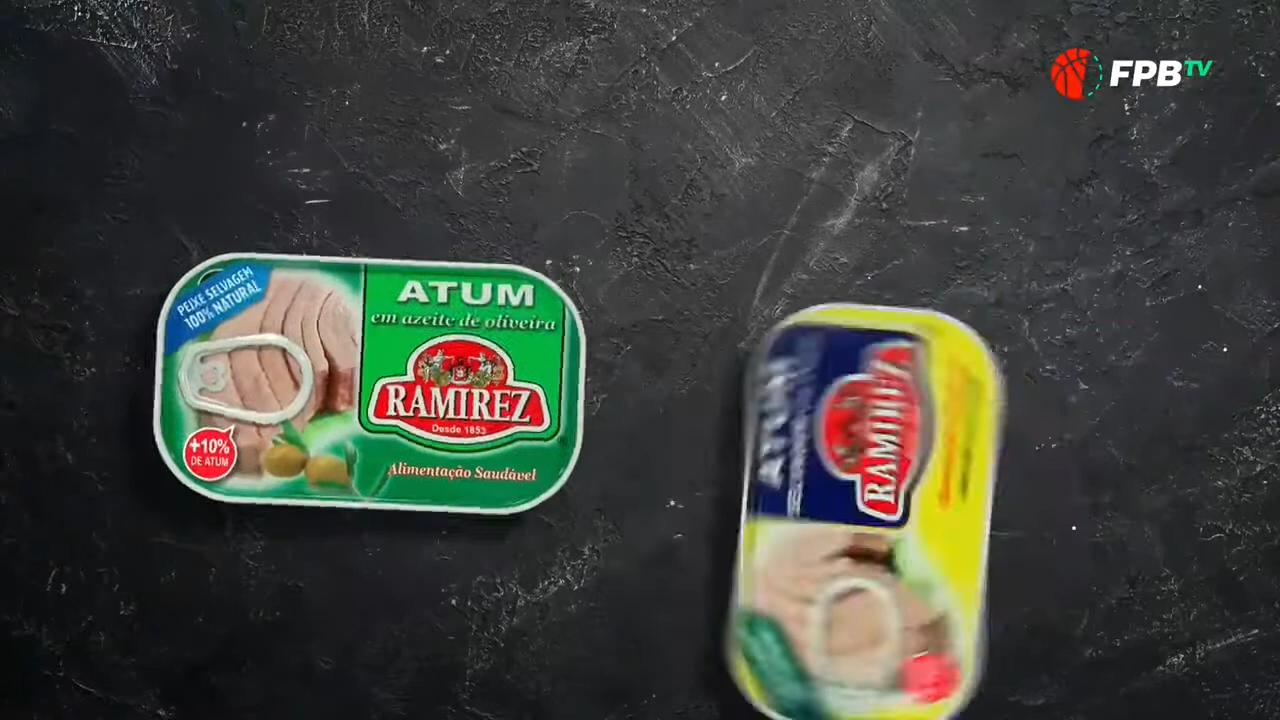 FPBTV
PEIXE SELVAGEM
100% NATURAL
ATUM
em azeite de oliveira
RAMIREZ
Desde 1853
+10%
DE ATUM
Alimentação Saudável
ATUM
RAMIREZ